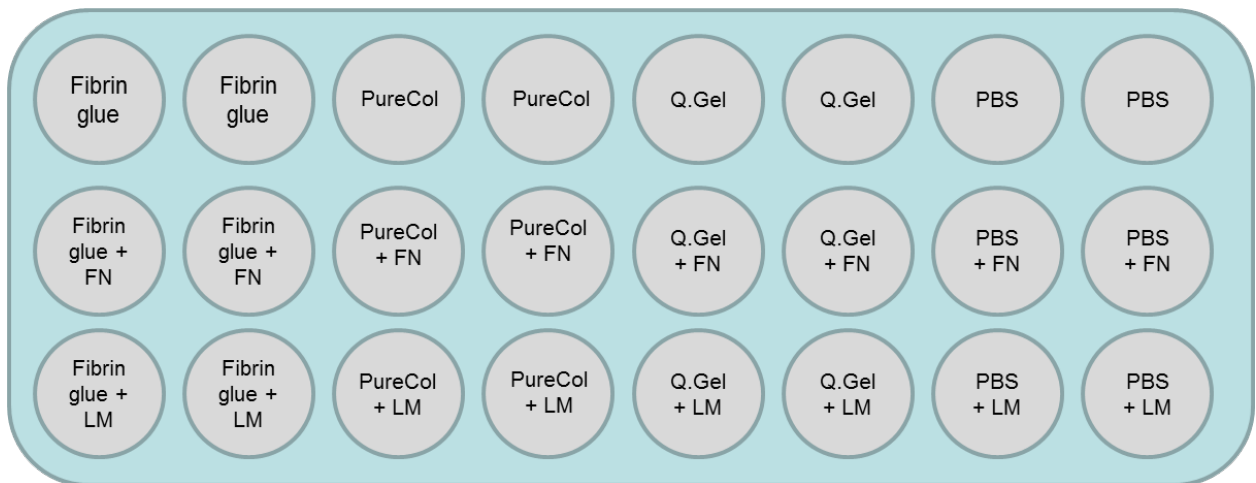 Fibrin
glue
Fibrin
glue
PureCol
PureCol
Q.Gel
Q.Gel
PBS
PBS
Fibrin
glue +
FN
Fibrin
glue +
FN
PureCol
+ FN
PureCol
+ FN
Q.Gel
+ FN
Q.Gel
+ FN
PBS
+ FN
PBS
+ FN
Fibrin
glue +
LM
Fibrin
glue +
LM
PureCol
+ LM
PureCol
+ LM
Q.Gel
+ LM
Q.Gel
+ LM
PBS
+ LM
PBS
+ LM